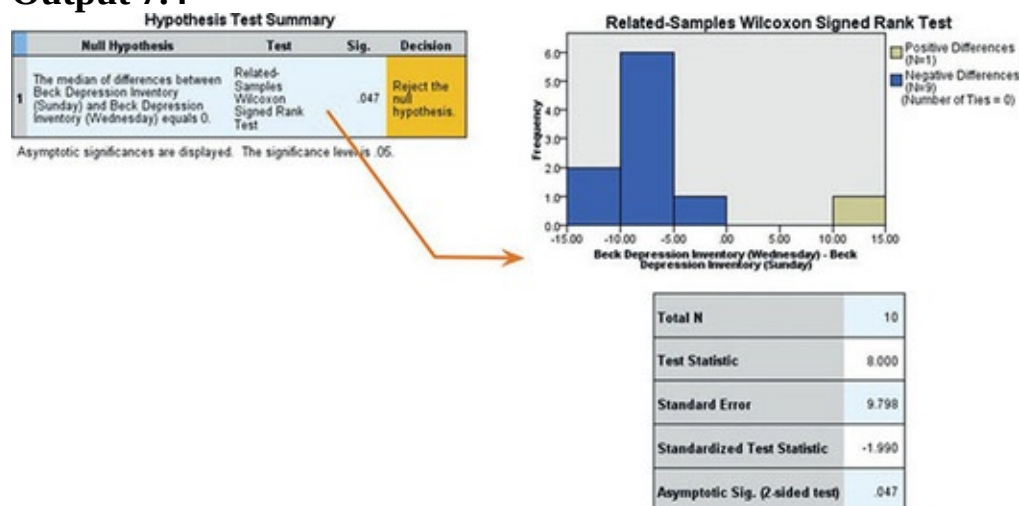 Output 7.4
Hypothesis Test Summary
Null Hypothesis Test Sig. Decision
1 The median of differences between Beck Depression Inventory (Sunday) and Beck Depression Inventory (Wednesday) equals 0.
Related-Samples Wilcoxon Signed Rank Test
.047
Reject the null hypothesis.
Asymptotic significances are displayed. The significance level is .05.
Related-Samples Wilcoxon Signed Rank Test
Positive Differences
(N=1)
Negative Differences
(N=9)
(Number of Ties = 0)
Frequency
6.0
5.0
4.0
3.0
2.0
1.0
0.0
-15.00 -10.00 -5.00 .00 5.00 10.00 15.00
Beck Depression Inventory (Wednesday) - Beck
Depression Inventory (Sunday)
Total N 10
Test Statistic 8.000
Standard Error 9.798
Standardized Test Statistic -1.990
Asymptotic Sig. (2-sided test) .047